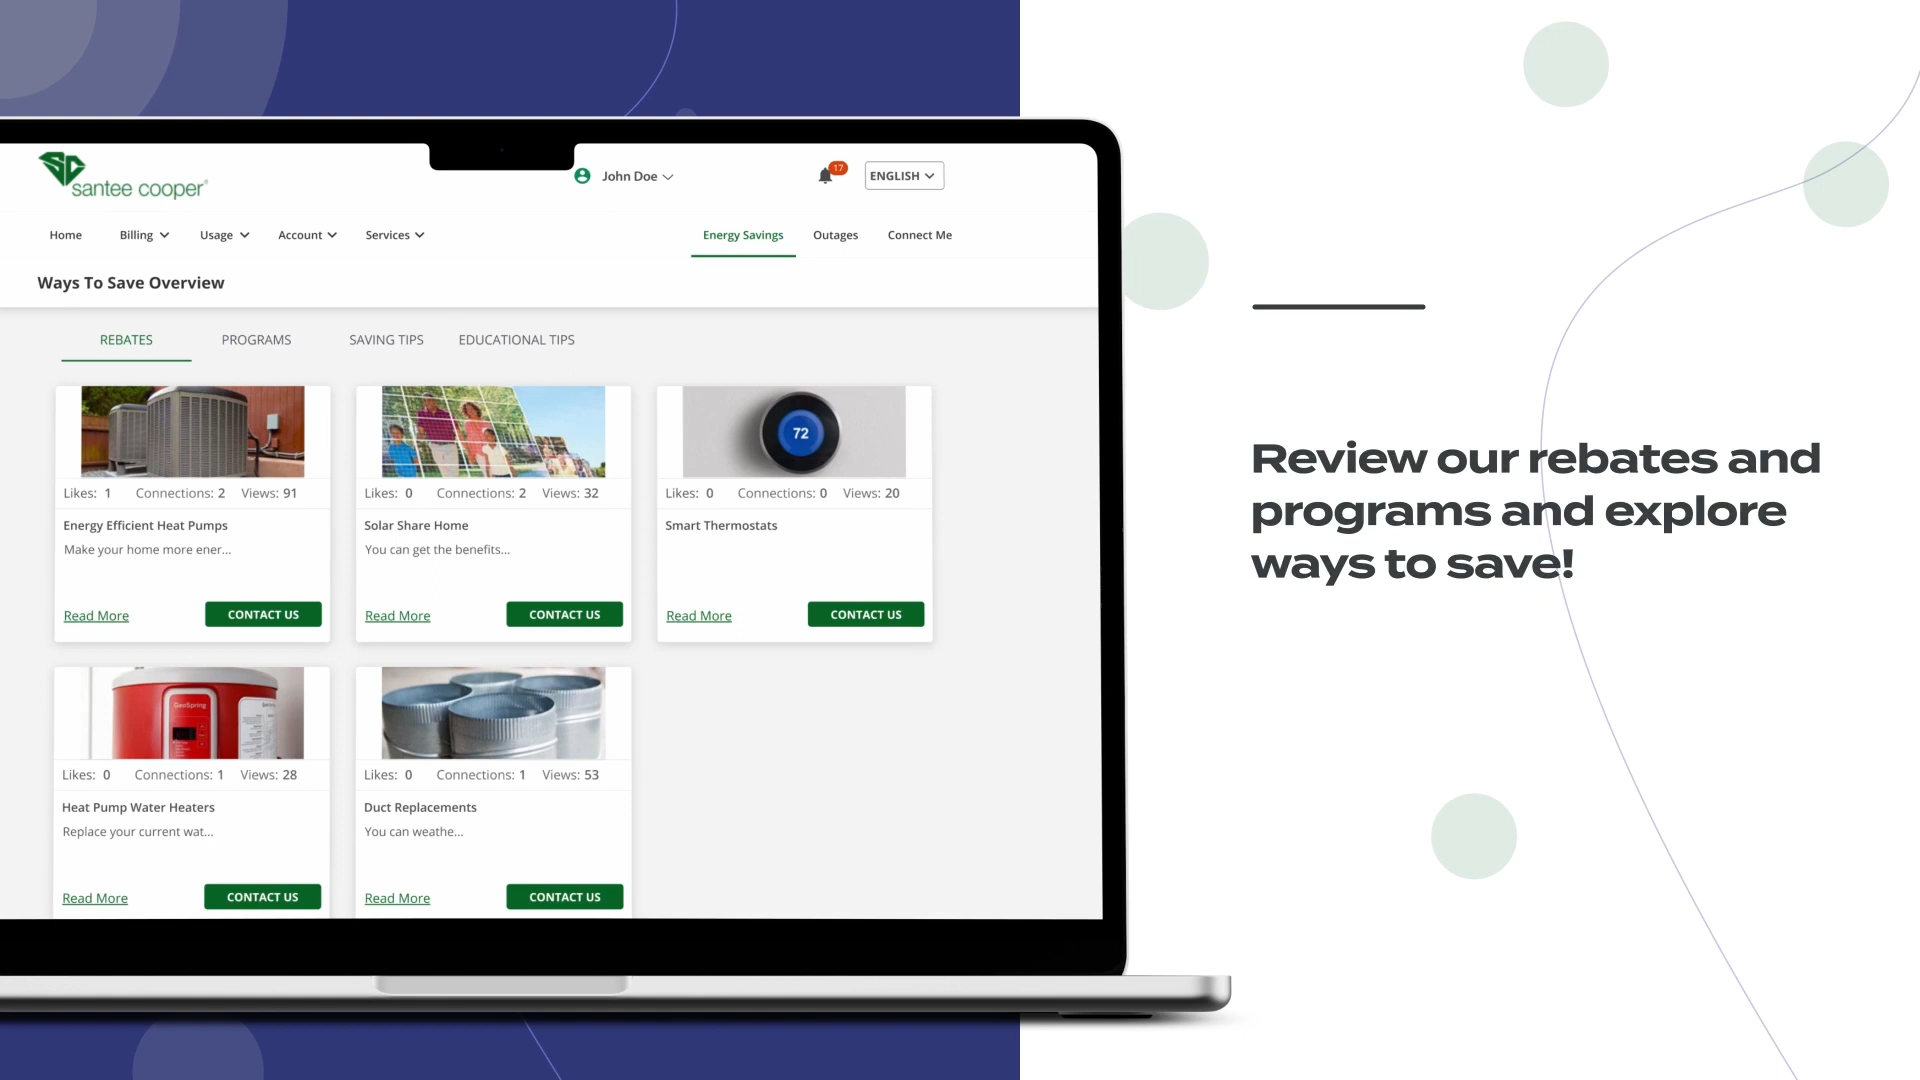 santee cooper
John Doe
17
ENGLISH
Home
Billing
Usage
Account
Services
Energy Savings
Outages
Connect Me
Ways To Save Overview
REBATES
PROGRAMS
SAVING TIPS
EDUCATIONAL TIPS
72
Likes: 1 Connections: 2 Views: 91
Energy Efficient Heat Pumps
Make your home more ener...
Read More
CONTACT US
Likes: 0 Connections: 2 Views: 32
Solar Share Home
You can get the benefits...
Read More
CONTACT US
Likes: 0 Connections: 0 Views: 20
Smart Thermostats
Read More
CONTACT US
GeoSpring
Likes: 0 Connections: 1 Views: 28
Heat Pump Water Heaters
Replace your current wat...
Read More
CONTACT US
Likes: 0 Connections: 1 Views: 53
Duct Replacements
You can weathe...
Read More
CONTACT US
Review our rebates and
programs and explore
ways to save!